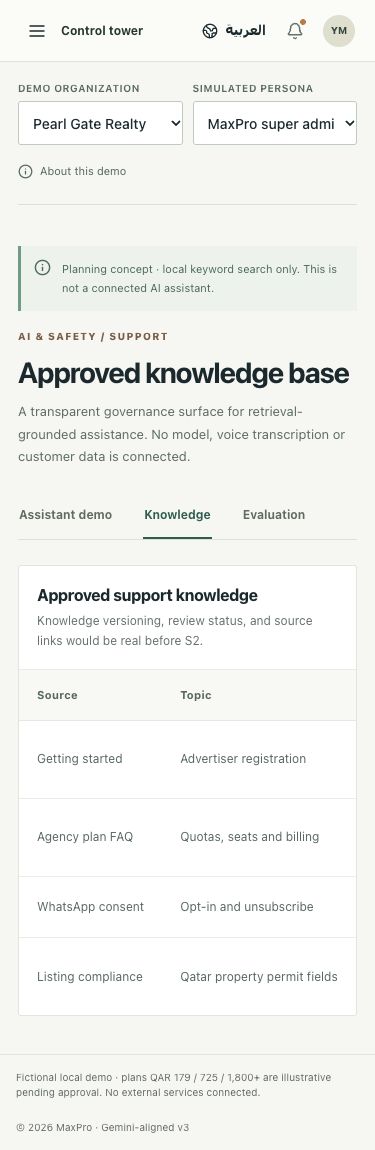 Control tower
العربية
YM
DEMO ORGANIZATION
SIMULATED PERSONA
Pearl Gate Realty
MaxPro super admi
About this demo
Planning concept · local keyword search only. This is
not a connected AI assistant.
AI & SAFETY / SUPPORT
Approved knowledge base
A transparent governance surface for retrieval-
grounded assistance. No model, voice transcription or
customer data is connected.
Assistant demo
Knowledge
Evaluation
Approved support knowledge
Knowledge versioning, review status, and source
links would be real before S2.
Source
Topic
Getting started
Advertiser registration
Agency plan FAQ
Quotas, seats and billing
WhatsApp consent
Opt-in and unsubscribe
Listing compliance
Qatar property permit fields
Fictional local demo · plans QAR 179 / 725 / 1,800+ are illustrative
pending approval. No external services connected.
© 2026 MaxPro · Gemini-aligned v3